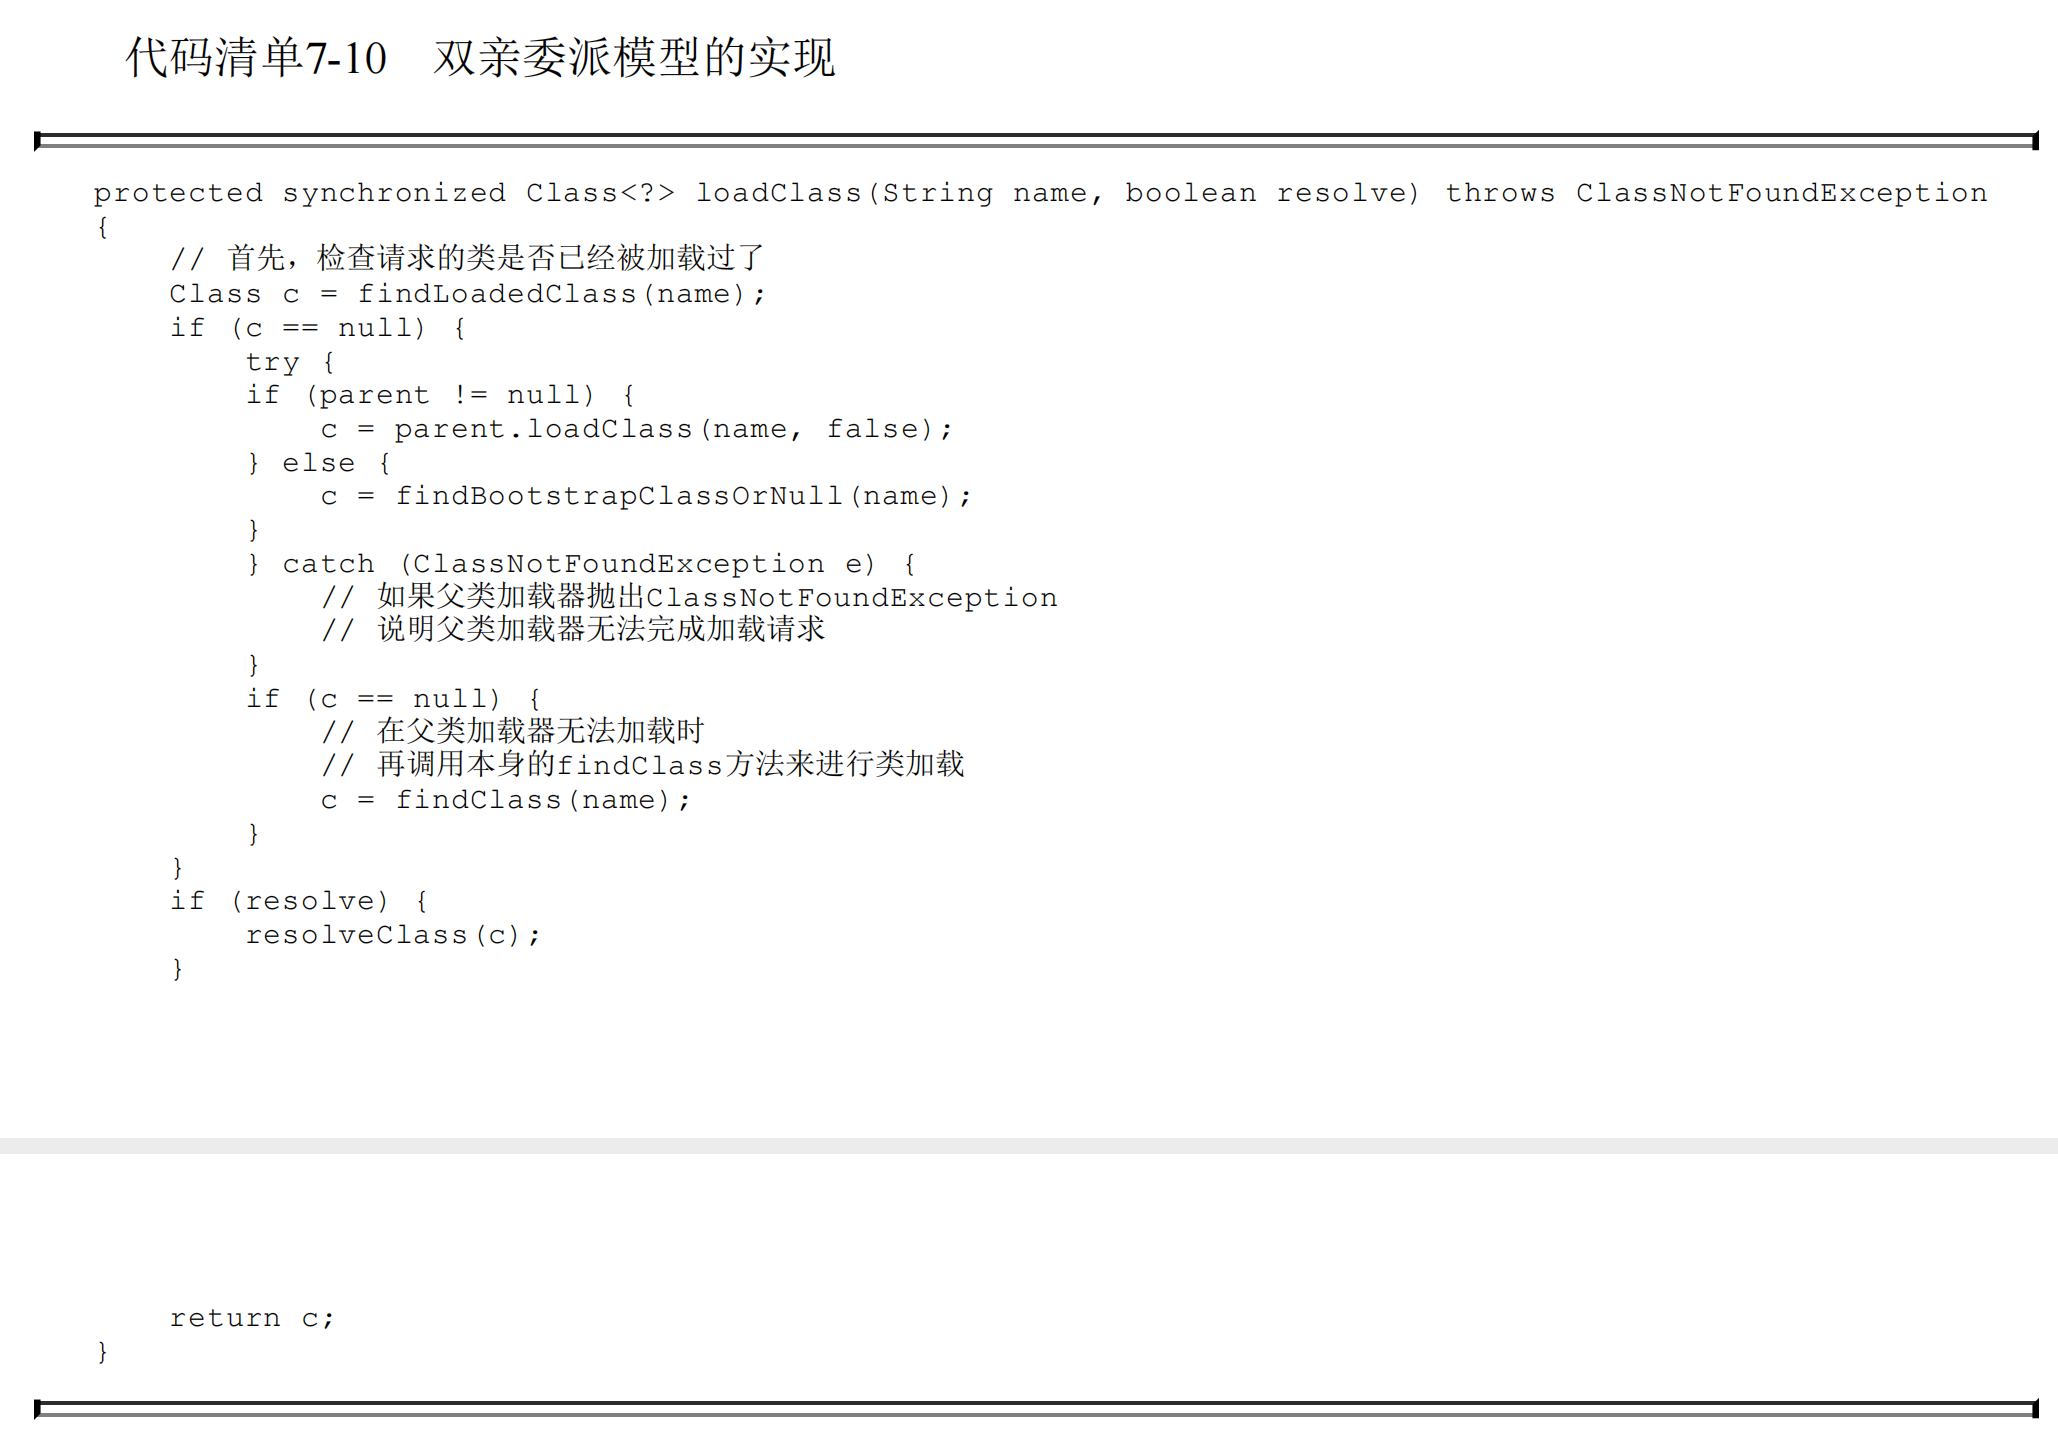 代码清单7-10　双亲委派模型的实现
protected synchronized Class<?> loadClass(String name, boolean resolve) throws ClassNotFoundException
{
    // 首先，检查请求的类是否已经被加载过了
    Class c = findLoadedClass(name);
    if (c == null) {
        try {
        if (parent != null) {
            c = parent.loadClass(name, false);
        } else {
            c = findBootstrapClassOrNull(name);
        }
        } catch (ClassNotFoundException e) {
            // 如果父类加载器抛出ClassNotFoundException
            // 说明父类加载器无法完成加载请求
        }
        if (c == null) {
            // 在父类加载器无法加载时
            // 再调用本身的findClass方法来进行类加载
            c = findClass(name);
        }
    }
    if (resolve) {
        resolveClass(c);
    }
    return c;
}